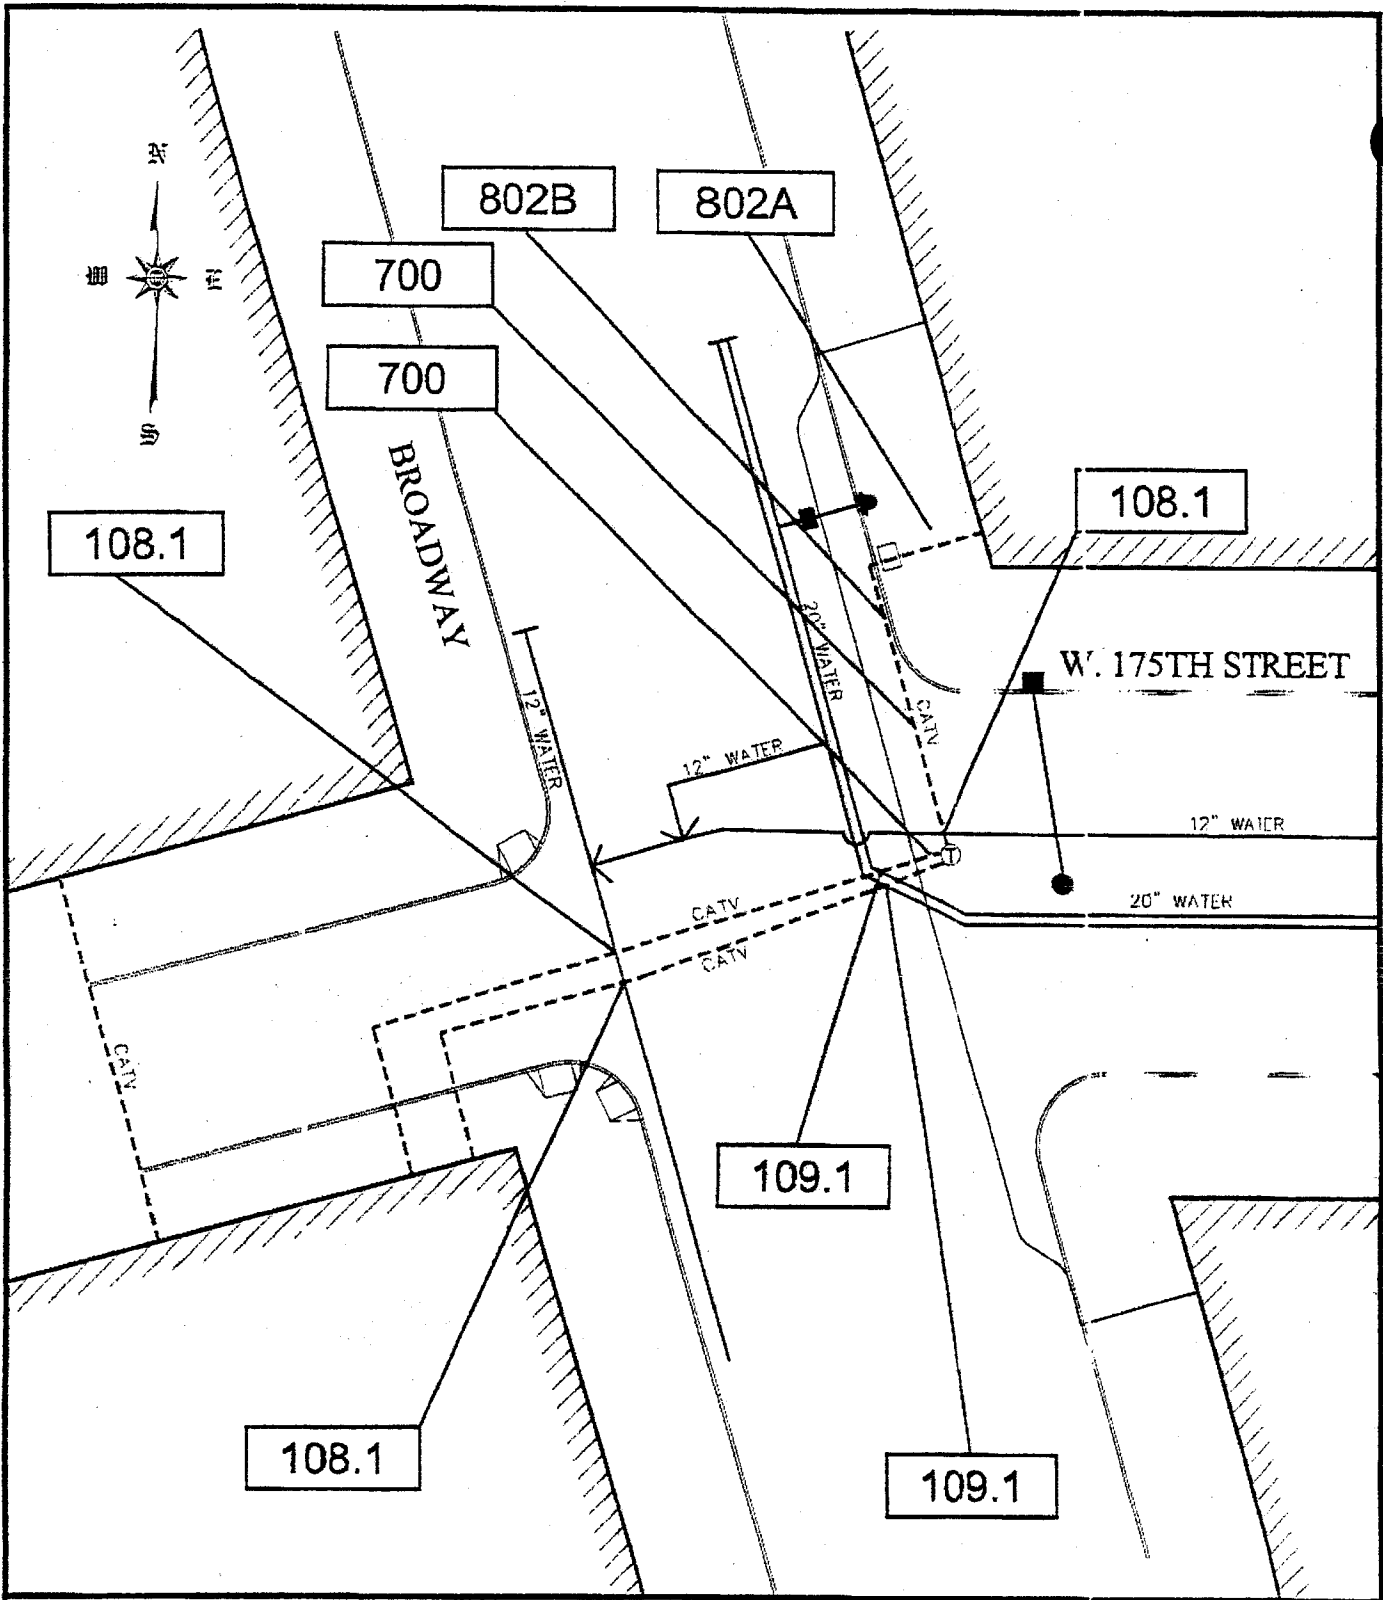 N
W E
S
802B
802A
700
700
BROADWAY
108.1
108.1
20" WATER
W. 175TH STREET
CATV
12" WATER
12" WATER
12" WATER
20" WATER
CATV
CATV
CATV
109.1
108.1
109.1
T